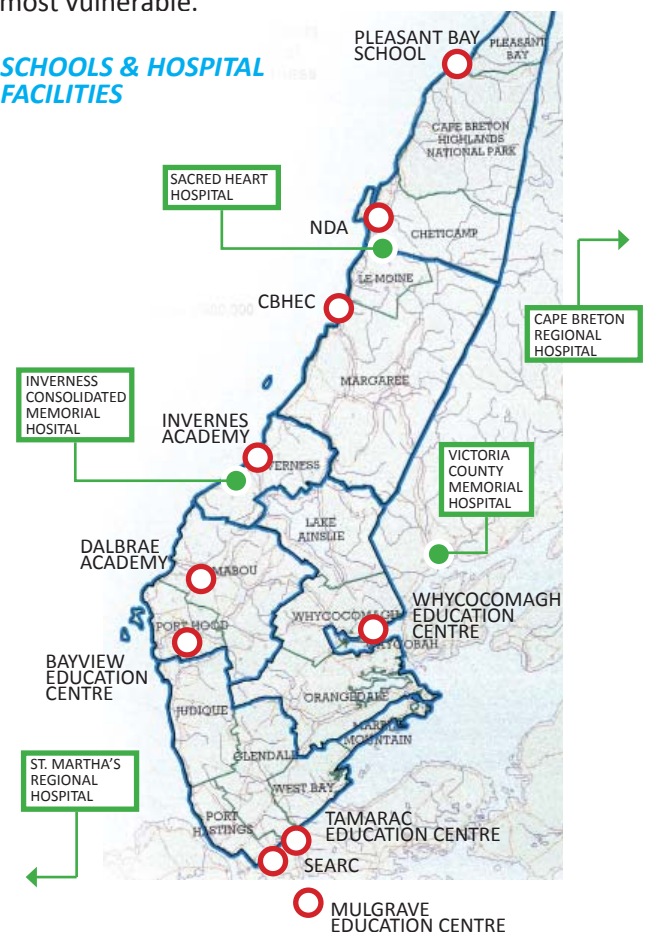 most vulnerable.
SCHOOLS & HOSPITAL
FACILITIES
PLEASANT BAY
SCHOOL
PLEASANT
BAY
CAPE BRETON
HIGHLANDS
NATIONAL PARK
SACRED HEART
HOSPITAL
NDA
CHETICAMP
LE MOINE
CBHEC
CAPE BRETON
REGIONAL
HOSPITAL
MARGAREE
INVERNESS
CONSOLIDATED
MEMORIAL
HOSITAL
INVERNES
ACADEMY
VERNESS
VICTORIA
COUNTY
MEMORIAL
HOSPITAL
LAKE
AINSLIE
DALBRAE
ACADEMY
MABOU
WHYCOCOMAGH
EDUCATION
CENTRE
WHYCOCOMAGH
PORT HOOD
BAYVIEW
EDUCATION
CENTRE
ORANGEDALE
JUDIQUE
MARBLE
MOUNTAIN
GLENDALE
WEST BAY
ST. MARTHA'S
REGIONAL
HOSPITAL
PORT
HASTINGS
TAMARAC
EDUCATION CENTRE
SEARC
MULGRAVE
EDUCATION CENTRE